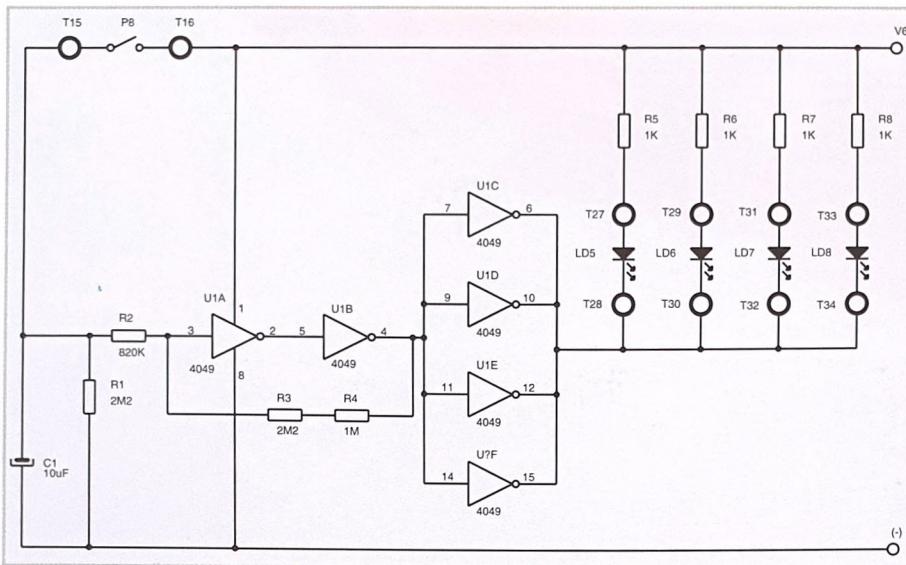 T15 P8 T16
V6
R5
1K
R6
1K
R7
1K
R8
1K
U1C
7 6
4049
T27 T29 T31 T33
LD5 LD6 LD7 LD8
T28 T30 T32 T34
U1D
9 10
4049
U1A
1
3 2
4049
8
U1B
5 4
4049
R2
820K
R1
2M2
U1E
11 12
4049
R3
2M2
R4
1M
C1
10uF
U?F
14 15
4049
(-)